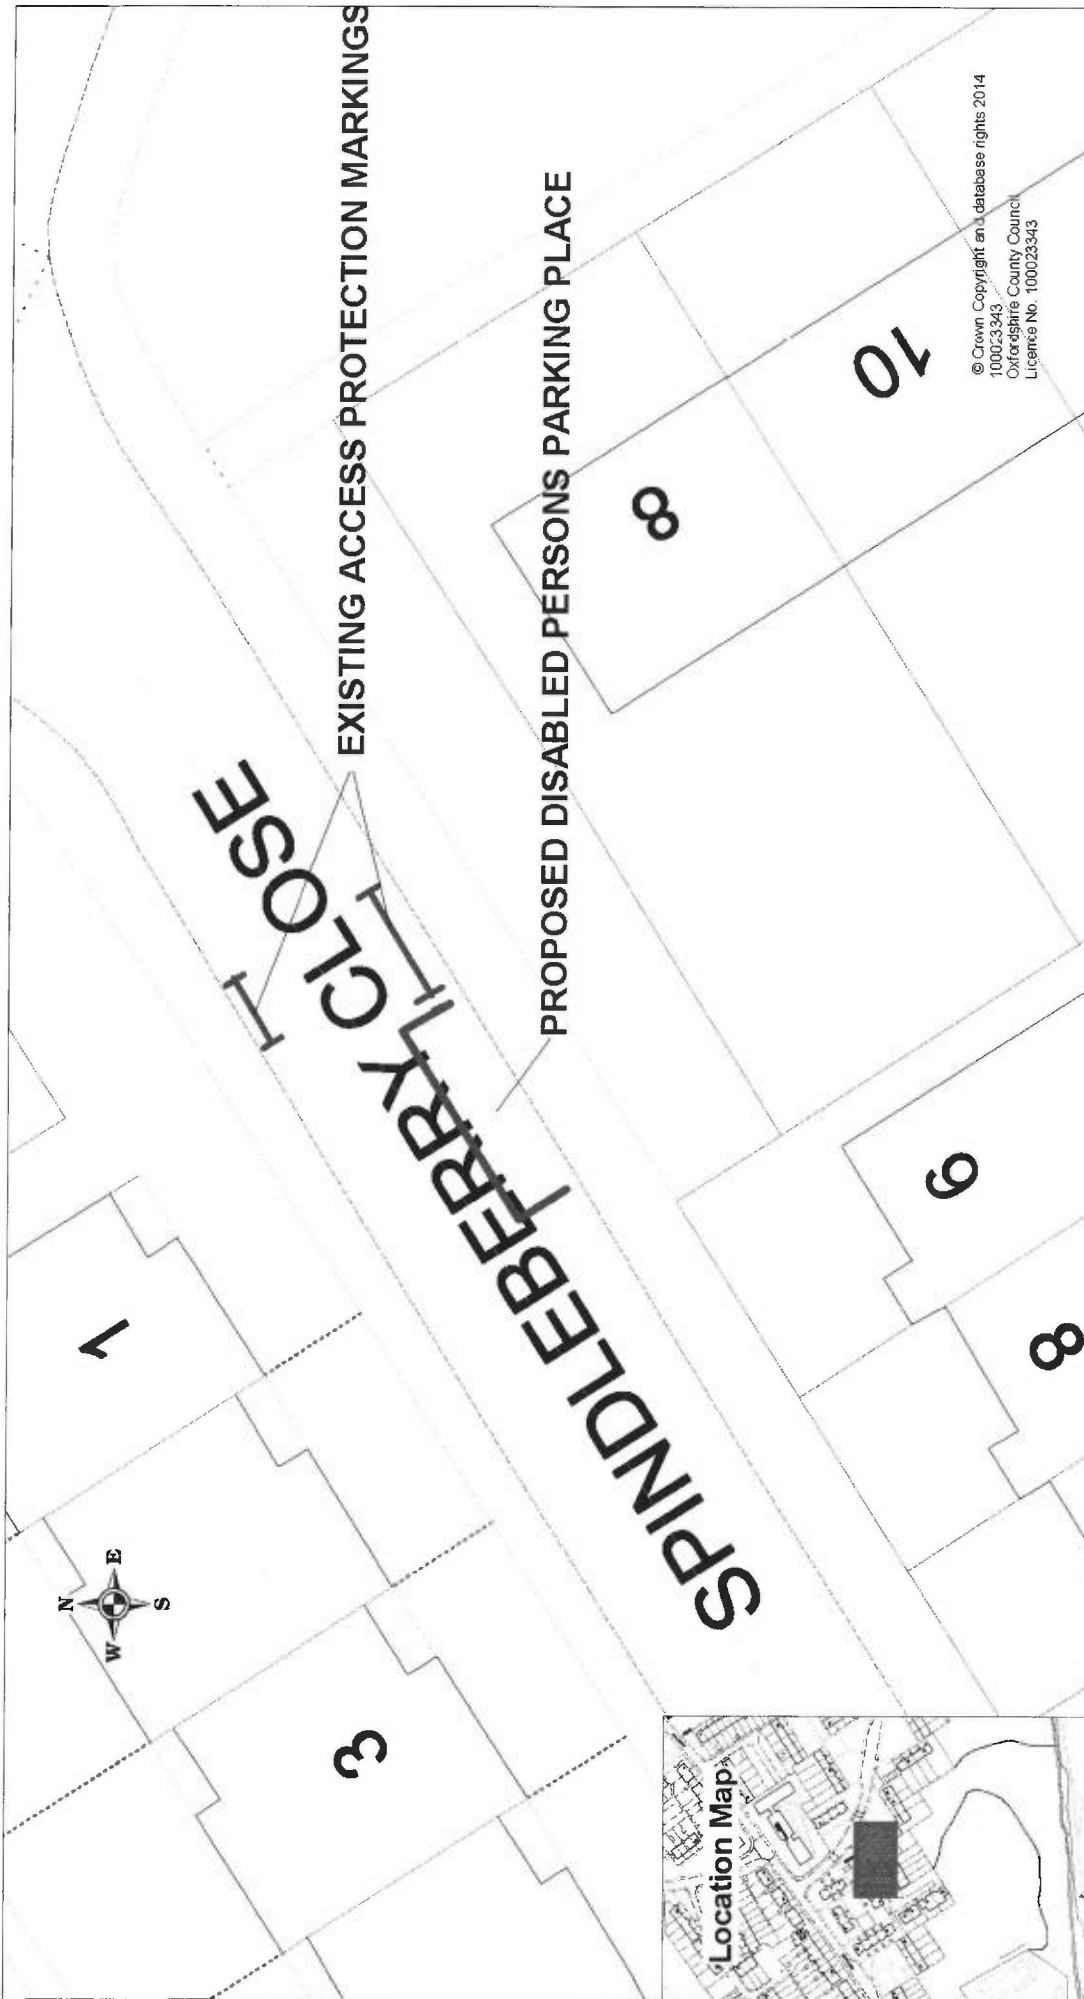 EXISTING ACCESS PROTECTION MARKINGS
PROPOSED DISABLED PERSONS PARKING PLACE
SPINDLEBERRY CLOSE
1
3
N
W E
S
8
10
9
8
Location Map
© Crown Copyright and database rights 2014
100023343
Oxfordshire County Council
Licence No. 100023343